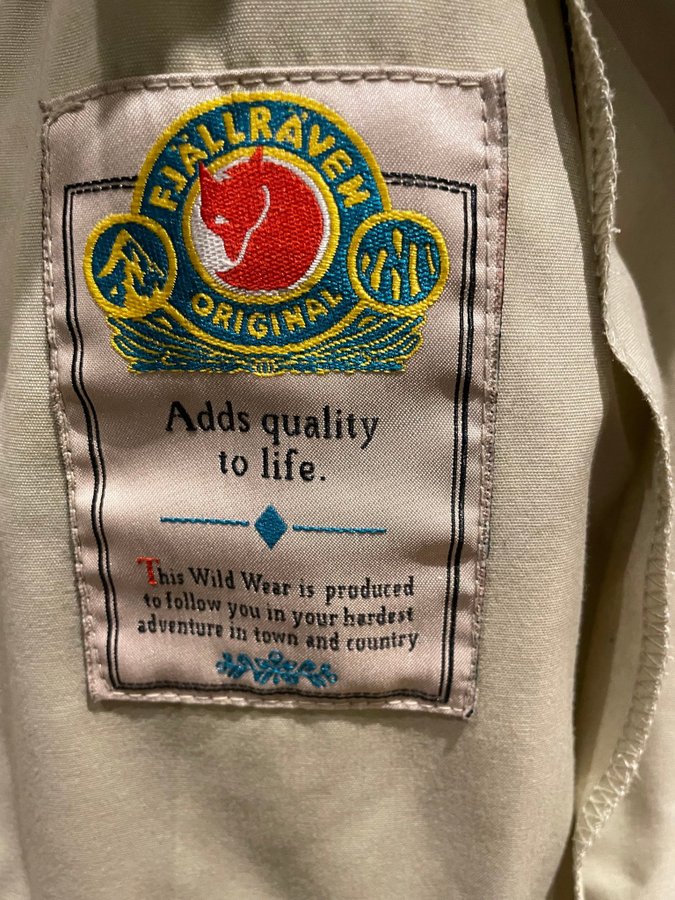 FJÄLLRÄVEN
ORIGINAL
Adds quality
to life.
This Wild Wear is produced
to follow you in your hardest
adventure in town and country